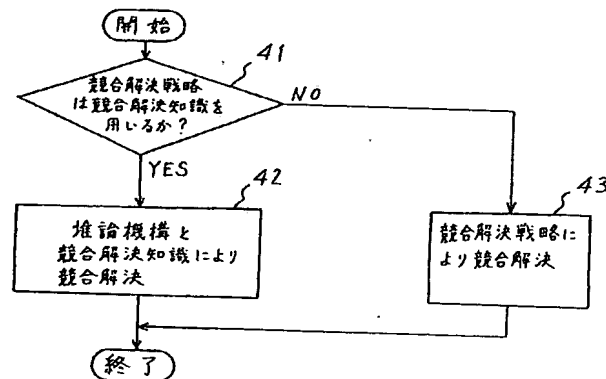 開始
41
競合解決戦略
は競合解決知識を
用いるか？
NO
YES
42
堆論機構と
競合解決知識により
競合解決
43
競合解決戦略に
より競合解決
終了